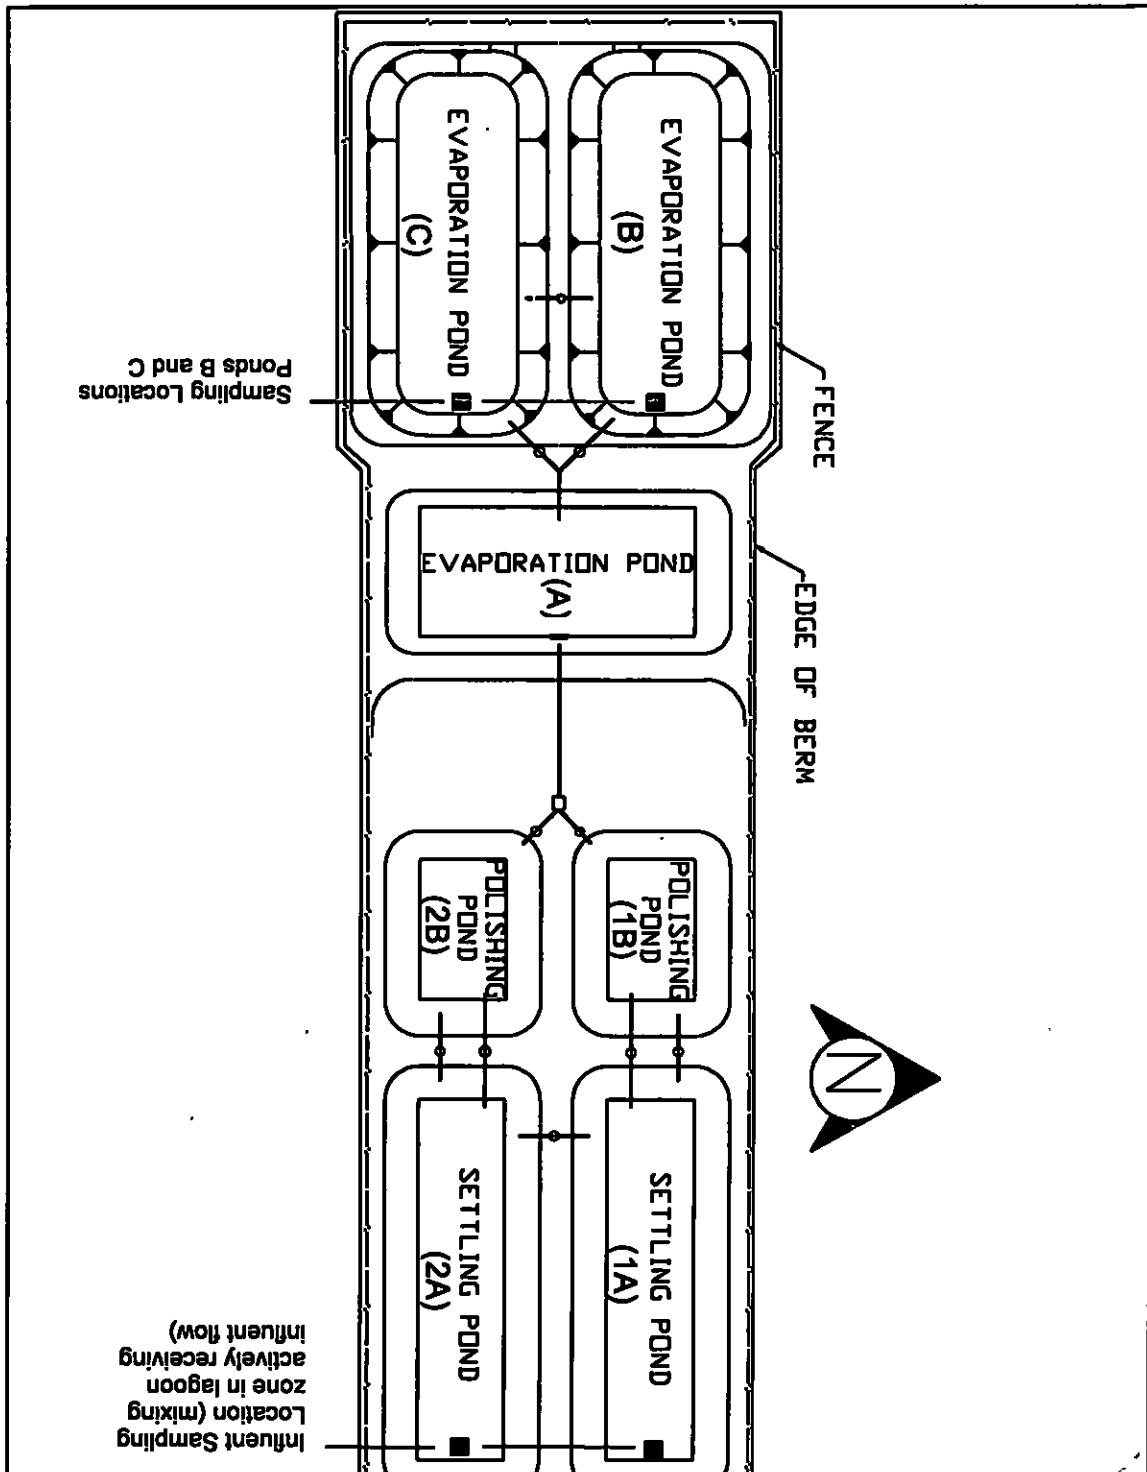 EVAPORATION POND
(C)
EVAPORATION POND
(B)
Sampling Locations
Ponds B and C
FENCE
EVAPORATION POND
(A)
EDGE OF BERM
POLISHING
POND
(2B)
POLISHING
POND
(1B)
N
SETTLING POND
(2A)
SETTLING POND
(1A)
Influent Sampling
Location (mixing
zone in lagoon
actively receiving
influent flow)